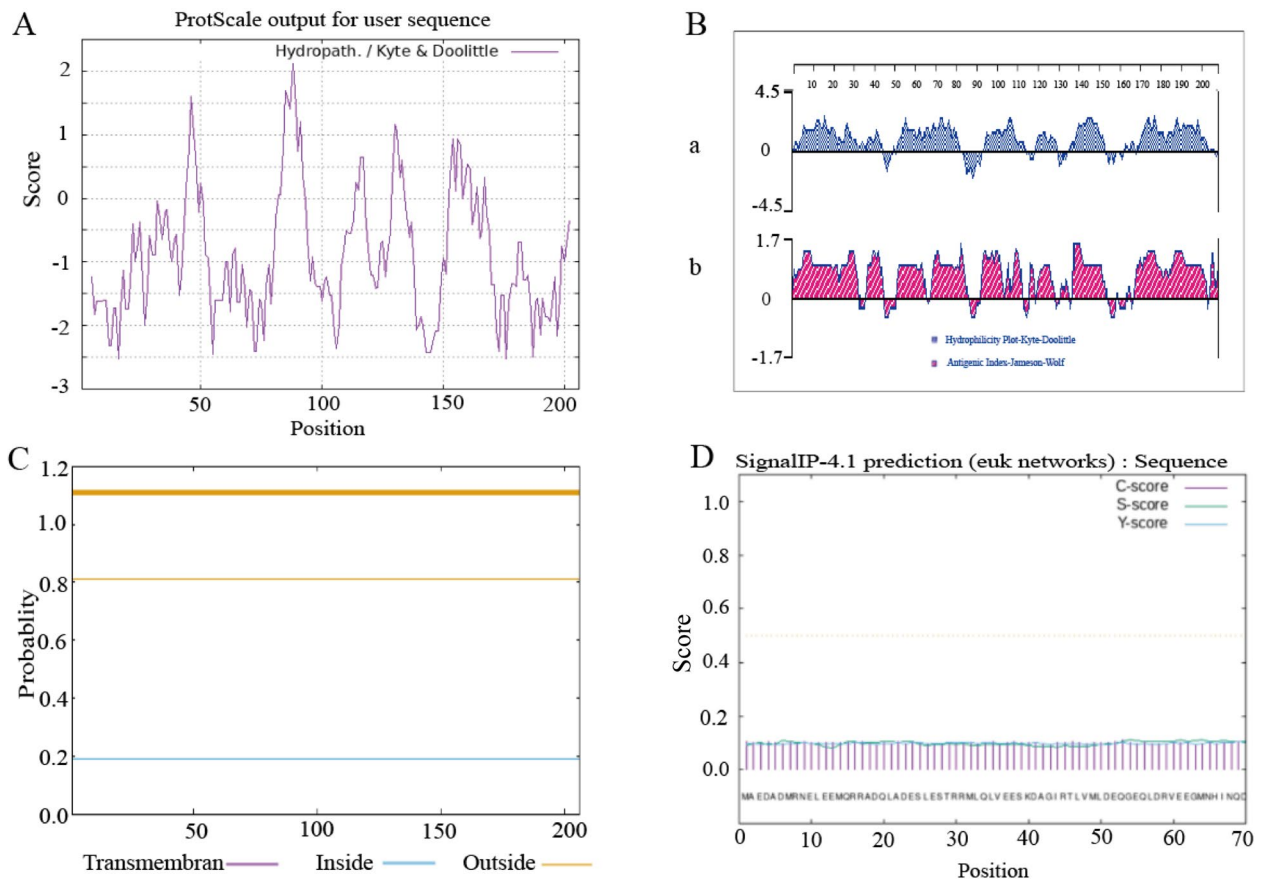 A
ProtScale output for user sequence
Hydropath. / Kyte & Doolittle
2
1
0
-1
-2
-3
Score
50 100 150 200
Position
B
10 20 30 40 50 60 70 80 90 100 110 120 130 140 150 160 170 180 190 200
4.5
a
0
-4.5
1.7
b
0
-1.7
Hydrophilicity Plot-Kyte-Doolittle
Antigenic Index-Jameson-Wolf
C
1.2
1.0
0.8
0.6
0.4
0.2
0.0
Probablity
50 100 150 200
Transmembran Inside Outside
D
SignalIP-4.1 prediction (euk networks) : Sequence
C-score
S-score
Y-score
1.0
0.8
0.6
0.4
0.2
0.0
Score
MAEDADMRNELEEMQRRADQLADESLESTRRMLQLVEESKDAGIRTLVMLDEQGEQLDRVEEGMNHINQD
0 10 20 30 40 50 60 70
Position